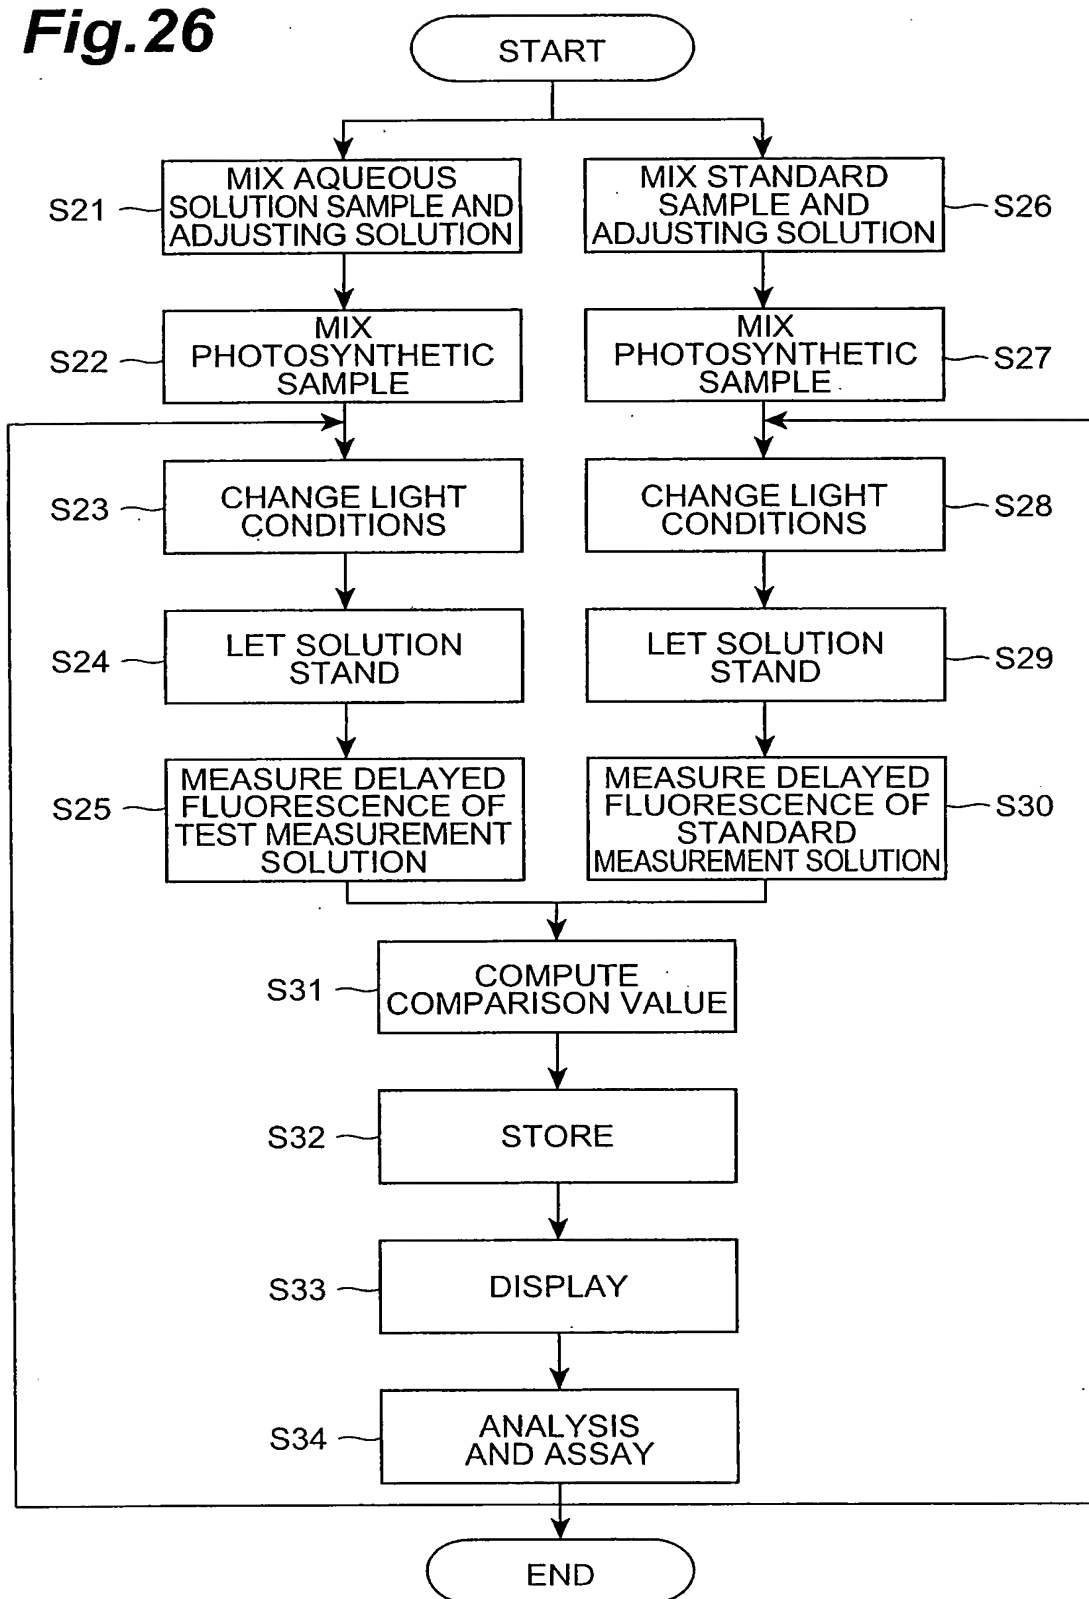 Fig.26
START
S21
MIX AQUEOUS
SOLUTION SAMPLE AND
ADJUSTING SOLUTION
MIX STANDARD
SAMPLE AND
ADJUSTING SOLUTION
S26
S22
MIX
PHOTOSYNTHETIC
SAMPLE
MIX
PHOTOSYNTHETIC
SAMPLE
S27
S23
CHANGE LIGHT
CONDITIONS
CHANGE LIGHT
CONDITIONS
S28
S24
LET SOLUTION
STAND
LET SOLUTION
STAND
S29
S25
MEASURE DELAYED
FLUORESCENCE OF
TEST MEASUREMENT
SOLUTION
MEASURE DELAYED
FLUORESCENCE OF
STANDARD
MEASUREMENT SOLUTION
S30
S31
COMPUTE
COMPARISON VALUE
S32
STORE
S33
DISPLAY
S34
ANALYSIS
AND ASSAY
END